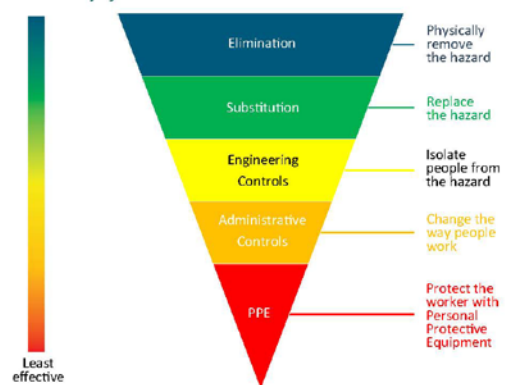 Elimination
Physically
remove
the hazard
Substitution
Replace
the hazard
Engineering
Controls
Isolate
people from
the hazard
Administrative
Controls
Change the
way people
work
PPE
Protect the
worker with
Personal
Protective
Equipment
Least
effective